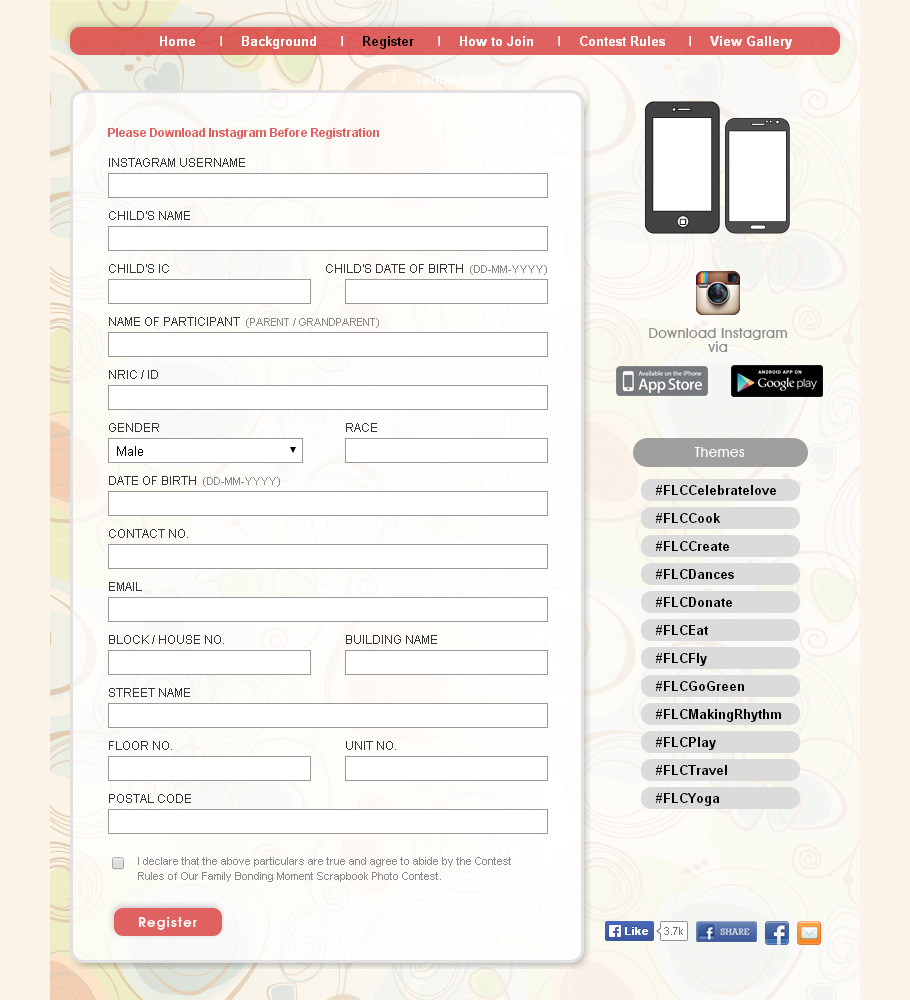 Home | Background | Register | How to Join | Contest Rules | View Gallery
Please Download Instagram Before Registration
INSTAGRAM USERNAME
CHILD'S NAME
CHILD'S IC
CHILD'S DATE OF BIRTH (DD-MM-YYYY)
NAME OF PARTICIPANT (PARENT / GRANDPARENT)
NRIC / ID
GENDER
RACE
Male
DATE OF BIRTH (DD-MM-YYYY)
CONTACT NO.
EMAIL
BLOCK / HOUSE NO.
BUILDING NAME
STREET NAME
FLOOR NO.
UNIT NO.
POSTAL CODE
I declare that the above particulars are true and agree to abide by the Contest
Rules of Our Family Bonding Moment Scrapbook Photo Contest.
Register
Download Instagram
via
Available on the iPhone
App Store
ANDROID APP ON
Google play
Themes
#FLCCelebratelove
#FLCCook
#FLCCreate
#FLCDances
#FLCDonate
#FLCEat
#FLCFly
#FLCGoGreen
#FLCMakingRhythm
#FLCPlay
#FLCTravel
#FLCYoga
Like
3.7k
SHARE